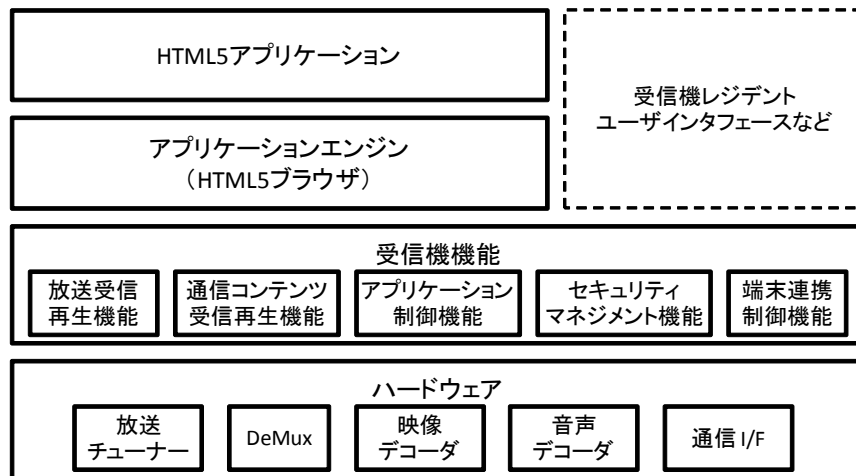 HTML5アプリケーション
受信機レジデント
ユーザインタフェースなど
アプリケーションエンジン
（HTML5ブラウザ）
受信機機能
放送受信
再生機能
通信コンテンツ
受信再生機能
アプリケーション
制御機能
セキュリティ
マネジメント機能
端末連携
制御機能
ハードウェア
放送
チューナー
DeMux
映像
デコーダ
音声
デコーダ
通信 I/F